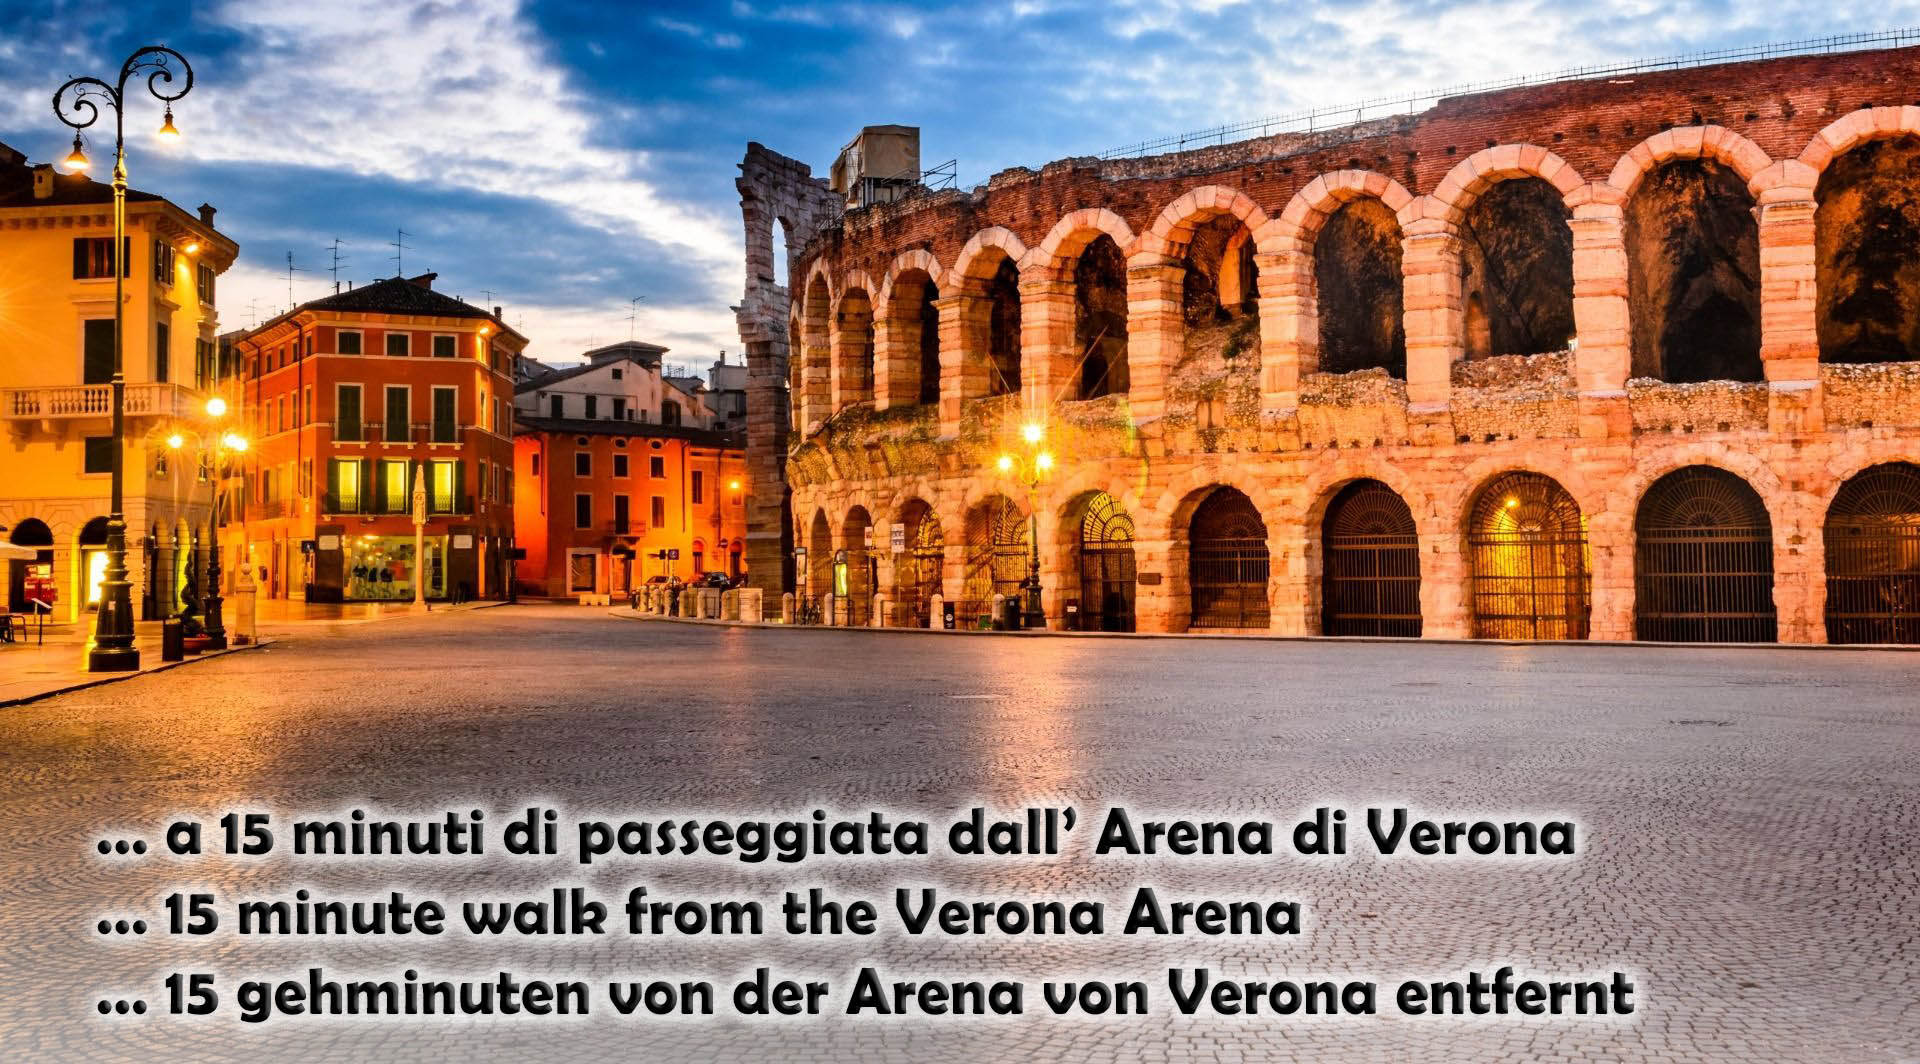 ... a 15 minuti di passeggiata dall’ Arena di Verona
... 15 minute walk from the Verona Arena
... 15 gehminuten von der Arena von Verona entfernt